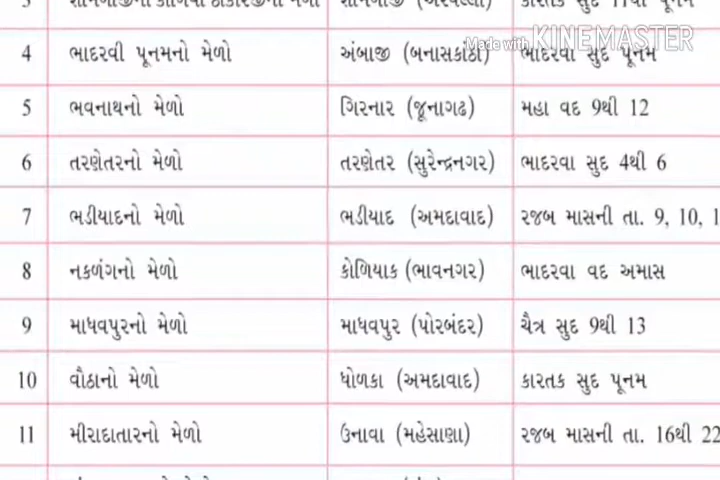 4 ભાદરવી પૂનમનો મેળો અંબાજી (બનાસકાંઠા) ભાદરવા સુદ પૂનમ
Made with KINEMASTER
5 ભવનાથનો મેળો ગિરનાર (જૂનાગઢ) મહા વદ 9થી 12
6 તરણેતરનો મેળો તરણેતર (સુરેન્દ્રનગર) ભાદરવા સુદ 4થી 6
7 ભડીયાદનો મેળો ભડીયાદ (અમદાવાદ) રજબ માસની તા. 9, 10, 1
8 નકળંગનો મેળો કોળિયાક (ભાવનગર) ભાદરવા વદ અમાસ
9 માધવપુરનો મેળો માધવપુર (પોરબંદર) ચૈત્ર સુદ 9થી 13
10 વૌઠાનો મેળો ધોળકા (અમદાવાદ) કારતક સુદ પૂનમ
11 મીરાદાતારનો મેળો ઉનાવા (મહેસાણા) રજબ માસની તા. 16થી 22